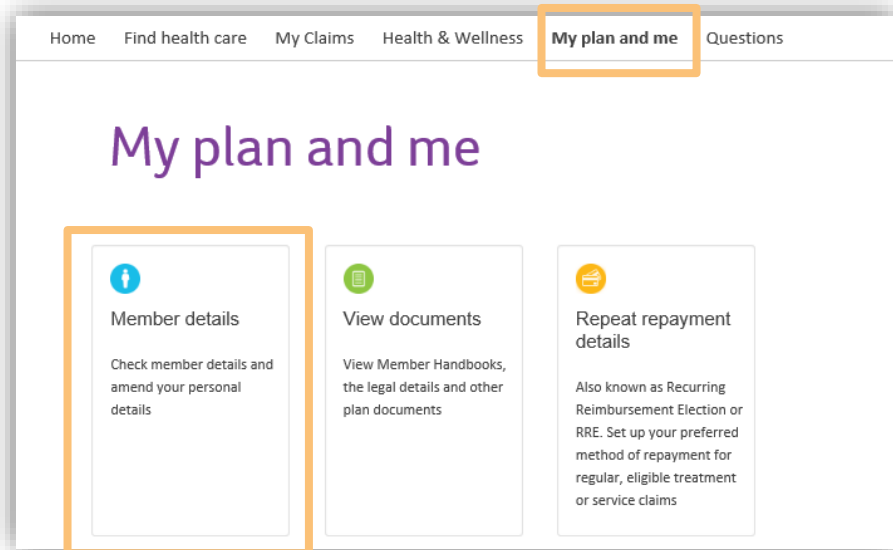 Home Find health care My Claims Health & Wellness My plan and me Questions
My plan and me
Member details
Check member details and
amend your personal
details
View documents
View Member Handbooks,
the legal details and other
plan documents
Repeat repayment
details
Also known as Recurring
Reimbursement Election or
RRE. Set up your preferred
method of repayment for
regular, eligible treatment
or service claims